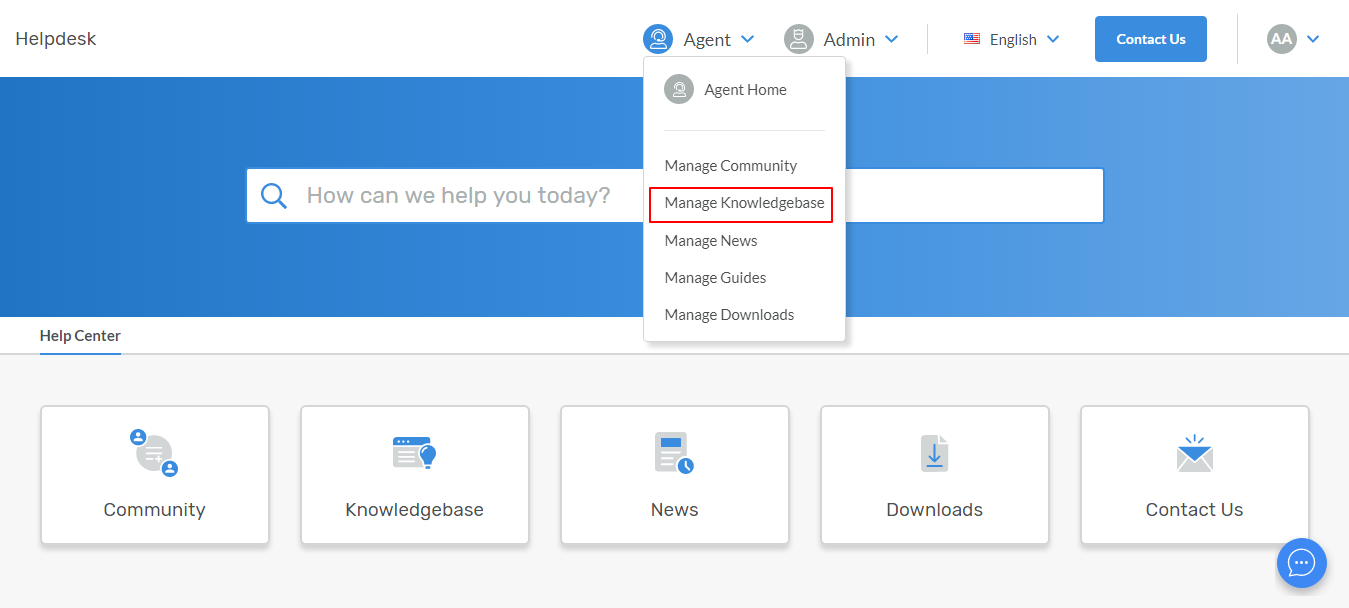 Helpdesk
Agent
Admin
English
Contact Us
AA
Agent Home
Manage Community
Manage Knowledgebase
Manage News
Manage Guides
Manage Downloads
How can we help you today?
Help Center
Community
Knowledgebase
News
Downloads
Contact Us